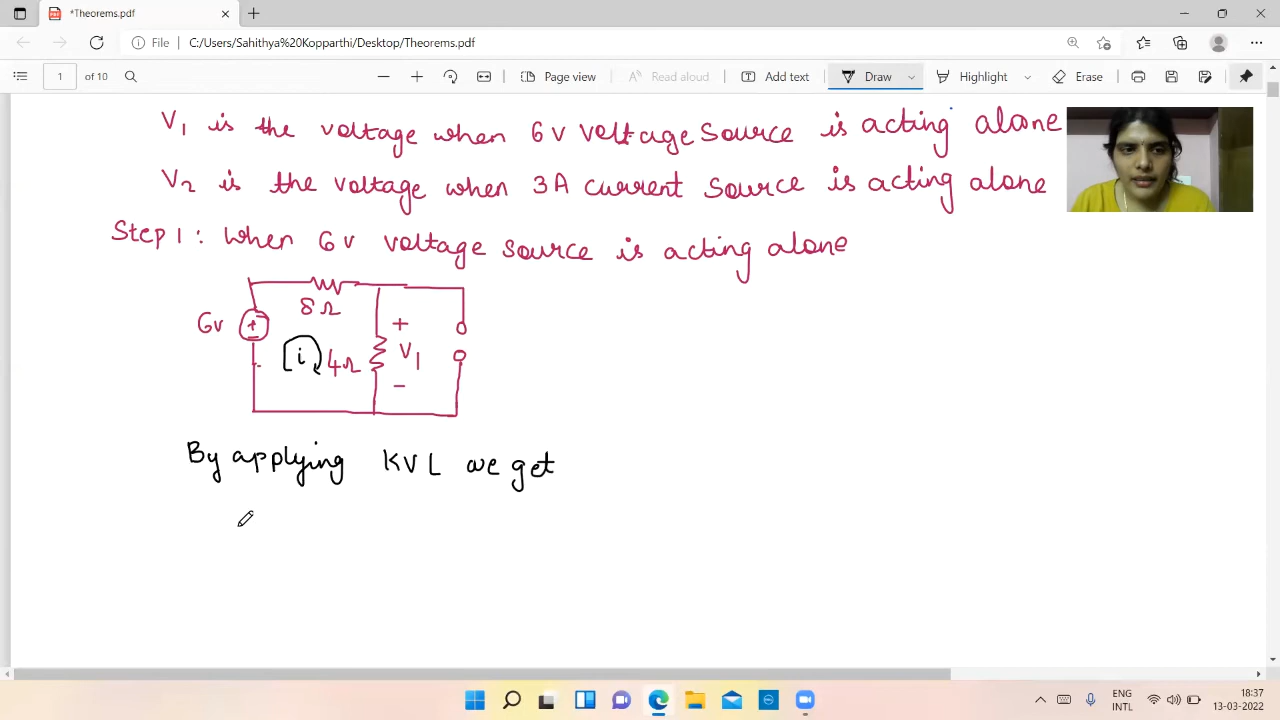 *Theorems.pdf
File C:/Users/Sahithya%20Kopparthi/Desktop/Theorems.pdf
1 of 10 Page view Read aloud Add text Draw Highlight Erase
V1 is the voltage when 6v voltage source is acting alone
V2 is the voltage when 3A current source is acting alone
Step 1: When 6v voltage source is acting alone
8Ω
6v + +
i 4Ω V1
-
By applying KVL we get
ENG 18:37
INTL 13-03-2022